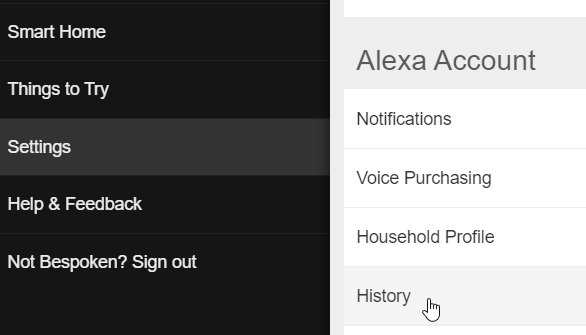 Smart Home
Things to Try
Settings
Help & Feedback
Not Bespoken? Sign out
Alexa Account
Notifications
Voice Purchasing
Household Profile
History